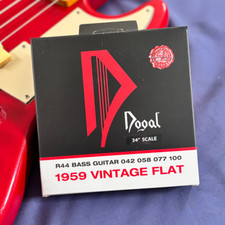 Dogal
34" SCALE
R44 BASS GUITAR 042 058 077 100
1959 VINTAGE FLAT